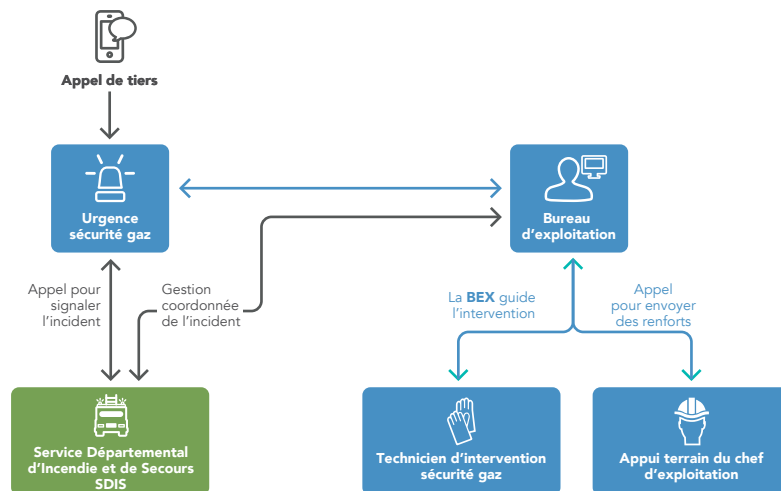 Appel de tiers
Urgence
sécurité gaz
Bureau
d'exploitation
Appel pour
signaler
l'incident
Gestion
coordonnée
de l'incident
La BEX guide
l'intervention
Appel
pour envoyer
des renforts
Service Départemental
d'Incendie et de Secours
SDIS
Technicien d'intervention
sécurité gaz
Appui terrain du chef
d'exploitation